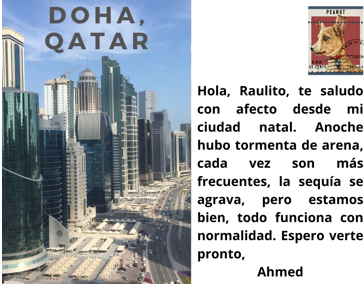 DOHA,
QATAR
PEANUT
Hola, Raulito, te saludo
con afecto desde mi
ciudad natal. Anoche
hubo tormenta de arena,
cada vez son más
frecuentes, la sequía se
agrava, pero estamos
bien, todo funciona con
normalidad. Espero verte
pronto,
Ahmed